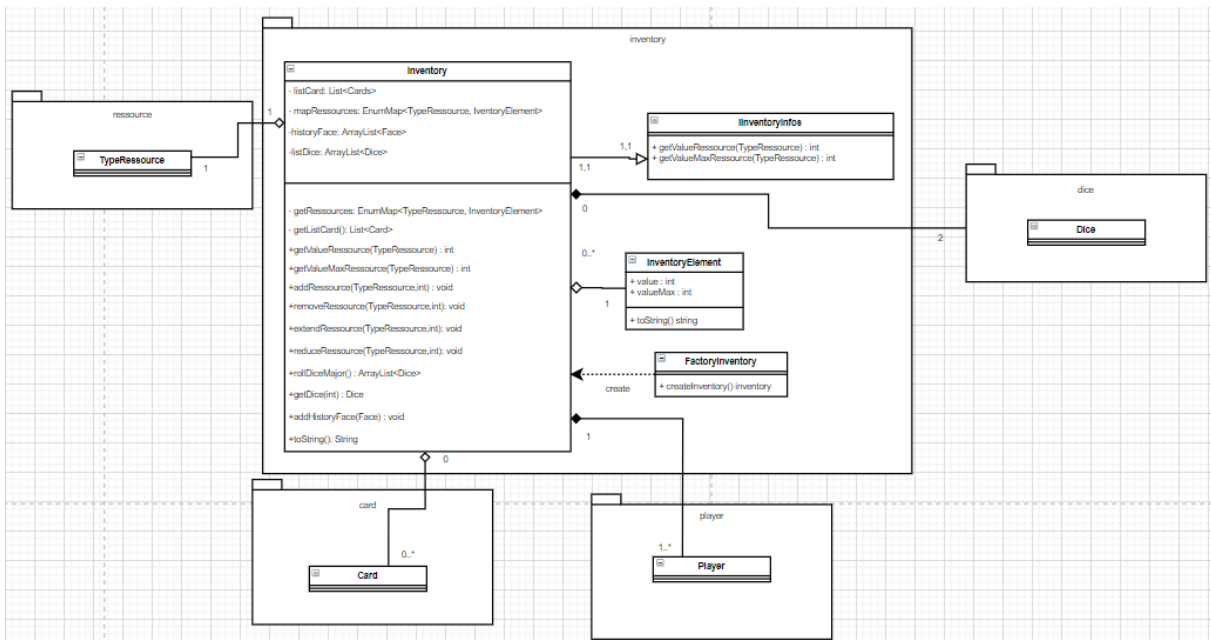 inventory
Inventory
- listCard: List<Cards>
- mapRessources: EnumMap<TypeRessource, IventoryElement>
-historyFace: ArrayList<Face>
-listDice: ArrayList<Dice>
- getRessources: EnumMap<TypeRessource, InventoryElement>
- getListCard(): List<Card>
+getValueRessource(TypeRessource) : int
+getValueMaxRessource(TypeRessource) : int
+addRessource(TypeRessource,int) : void
+removeRessource(TypeRessource,int): void
+extendRessource(TypeRessource,int): void
+reduceRessource(TypeRessource,int): void
+rollDiceMajor() : ArrayList<Dice>
+getDice(int) : Dice
+addHistoryFace(Face) : void
+toString(): String
ressource
TypeRessource
1
1
IInventoryInfos
+ getValueRessource(TypeRessource) : int
+ getValueMaxRessource(TypeRessource) : int
1,1
1,1
dice
Dice
0
2
InventoryElement
+ value : int
+ valueMax : int
+ toString() string
0..*
1
FactoryInventory
+ createInventory() inventory
create
1
0
card
Card
0..*
player
Player
1..*